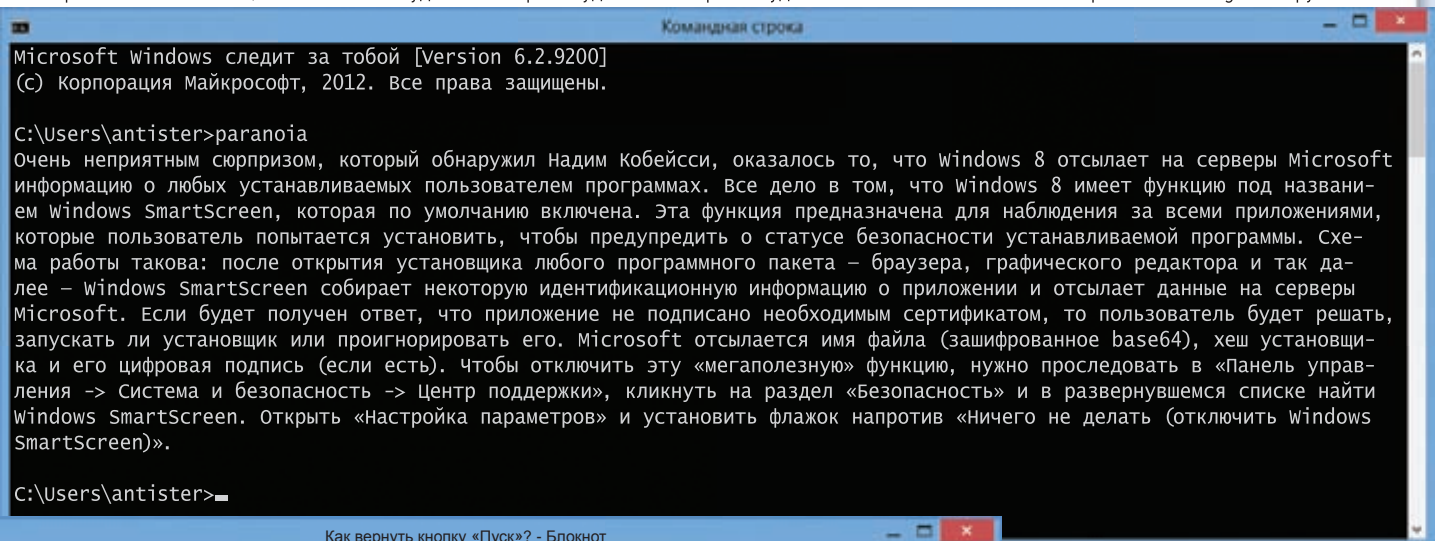 Командная строка
Microsoft Windows следит за тобой [Version 6.2.9200]
(c) Корпорация Майкрософт, 2012. Все права защищены.
C:\Users\antister>paranoia
Очень неприятным сюрпризом, который обнаружил Надим Кобейсси, оказалось то, что Windows 8 отсылает на серверы Microsoft
информацию о любых устанавливаемых пользователем программах. Все дело в том, что Windows 8 имеет функцию под названи-
ем Windows SmartScreen, которая по умолчанию включена. Эта функция предназначена для наблюдения за всеми приложениями,
которые пользователь попытается установить, чтобы предупредить о статусе безопасности устанавливаемой программы. Схе-
ма работы такова: после открытия установщика любого программного пакета — браузера, графического редактора и так да-
лее — Windows SmartScreen собирает некоторую идентификационную информацию о приложении и отсылает данные на серверы
Microsoft. Если будет получен ответ, что приложение не подписано необходимым сертификатом, то пользователь будет решать,
запускать ли установщик или проигнорировать его. Microsoft отсылается имя файла (зашифрованное base64), хеш установщи-
ка и его цифровая подпись (если есть). Чтобы отключить эту «мегаполезную» функцию, нужно проследовать в «Панель управ-
ления -> Система и безопасность -> Центр поддержки», кликнуть на раздел «Безопасность» и в развернувшемся списке найти
Windows SmartScreen. Открыть «Настройка параметров» и установить флажок напротив «Ничего не делать (отключить Windows
SmartScreen)».
C:\Users\antister>
Как вернуть кнопку «Пуск»? - Блокнот